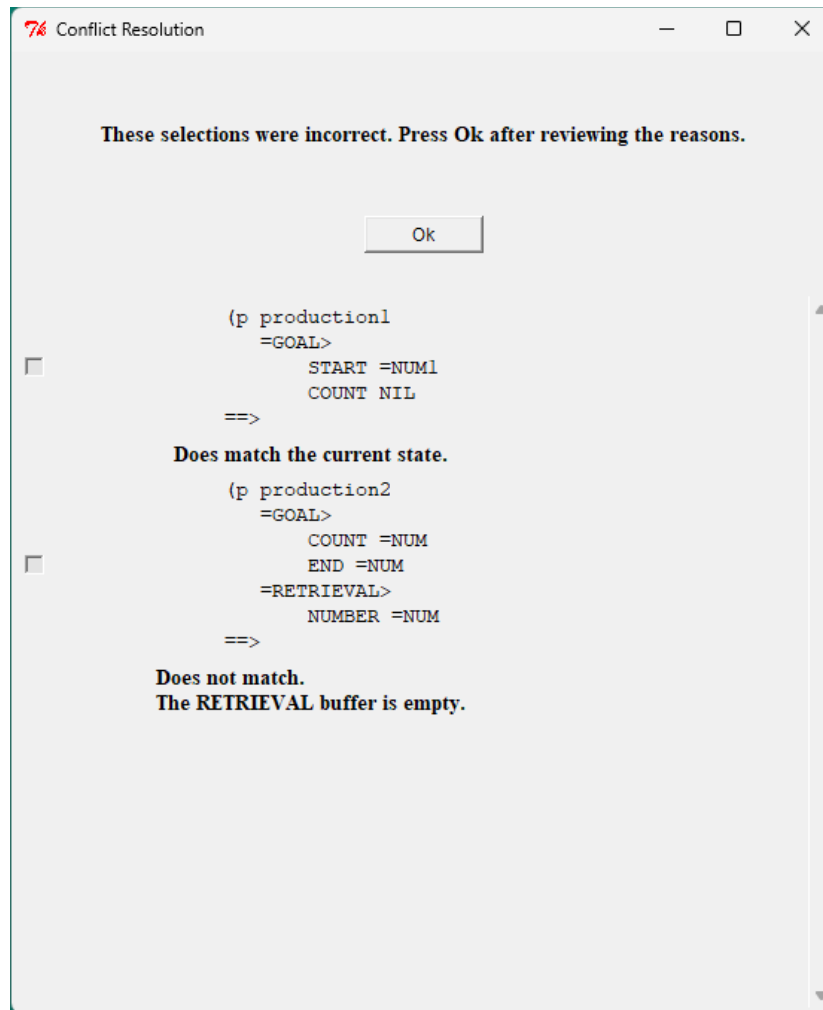 Conflict Resolution
These selections were incorrect. Press Ok after reviewing the reasons.
Ok
(p production1
=GOAL>
START =NUM1
COUNT NIL
==>
Does match the current state.
(p production2
=GOAL>
COUNT =NUM
END =NUM
=RETRIEVAL>
NUMBER =NUM
==>
Does not match.
The RETRIEVAL buffer is empty.